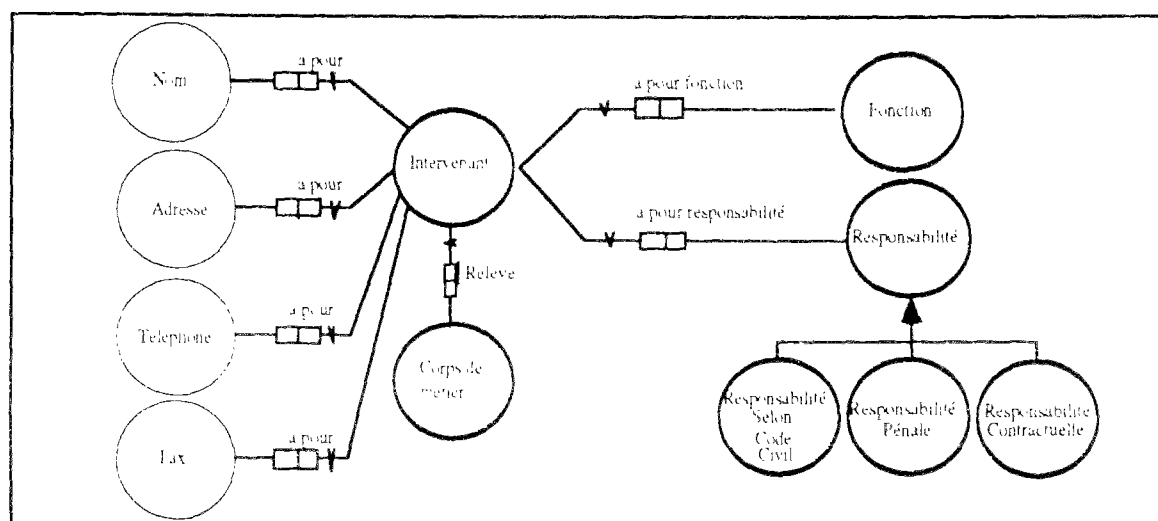 Nom
a pour
Adresse
a pour
Telephone
a pour
Fax
a pour
Intervenant
Releve
Corps de
metier
a pour fonction
Fonction
a pour responsabilité
Responsabilité
Responsabilité
Selon
Code
Civil
Responsabilité
Pénale
Responsabilite
Contractuelle